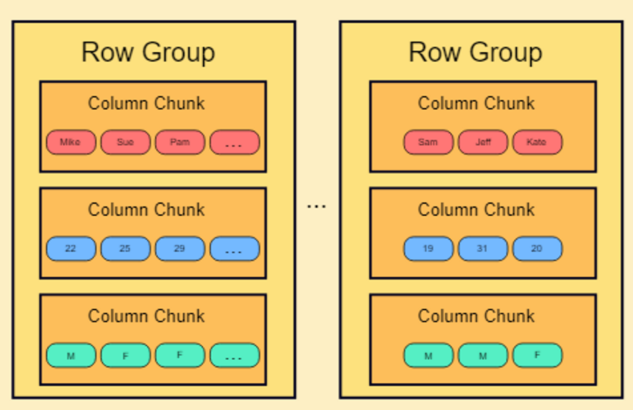 Row Group
Column Chunk
Mike Sue Pam ...
Column Chunk
22 25 29 ...
Column Chunk
M F F ...
...
Row Group
Column Chunk
Sam Jeff Kate
Column Chunk
19 31 20
Column Chunk
M M F